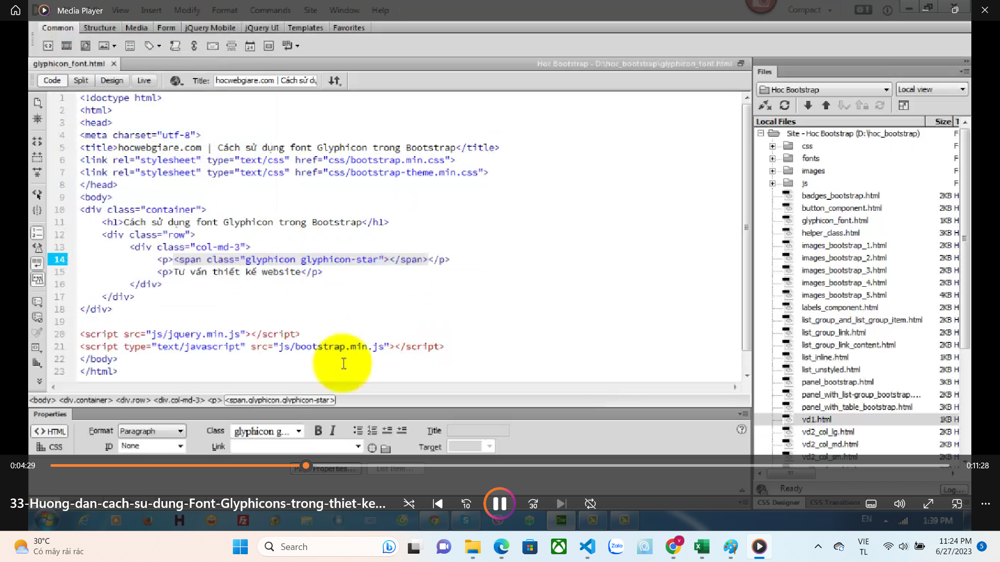 Media Player
View Insert Modify Format Commands Site Window Help
Compact
Common Structure Media Form jQuery Mobile jQuery UI Templates Favorites
glyphicon_font.html
Hoc Bootstrap - D:\hoc_bootstrap\glyphicon_font.html
Code Split Design Live
Title: hocwebgiare.com | Cách sử dụ
1 <!doctype html>
2 <html>
3 <head>
4 <meta charset="utf-8">
5 <title>hocwebgiare.com | Cách sử dụng font Glyphicon trong Bootstrap</title>
6 <link rel="stylesheet" type="text/css" href="css/bootstrap.min.css">
7 <link rel="stylesheet" type="text/css" href="css/bootstrap-theme.min.css">
8 </head>
9 <body>
10 <div class="container">
11 <h1>Cách sử dụng font Glyphicon trong Bootstrap</h1>
12 <div class="row">
13 <div class="col-md-3">
14 <p><span class="glyphicon glyphicon-star"></span></p>
15 <p>Tư vấn thiết kế website</p>
16 </div>
17 </div>
18 </div>
19
20 <script src="js/jquery.min.js"></script>
21 <script type="text/javascript" src="js/bootstrap.min.js"></script>
22 </body>
23 </html>
<body> <div.container> <div.row> <div.col-md-3> <p> <span.glyphicon.glyphicon-star>
Properties
<> HTML Format Paragraph Class glyphicon g... B I Title
CSS ID None Link Target
Page Properties... List Item...
Files
Hoc Bootstrap Local view
Local Files Size T
Site - Hoc Bootstrap (D:\hoc_bootstrap) F
css F
fonts F
images F
js F
badges_bootstrap.html 2KB H
button_component.html 2KB H
glyphicon_font.html 1KB H
helper_class.html 3KB H
images_bootstrap_1.html 2KB H
images_bootstrap_2.html 2KB H
images_bootstrap_3.html 2KB H
images_bootstrap_4.html 2KB H
images_bootstrap_5.html 4KB H
labels_component.html 2KB H
list_group_and_list_group_item.html 3KB H
list_group_link.html 2KB H
list_group_link_content.html 2KB H
list_inline.html 1KB H
list_unstyled.html 2KB H
panel_bootstrap.html 3KB H
panel_with_list-group_bootstrap.... 2KB H
panel_with_table_bootstrap.html 3KB H
vd1.html 1KB H
vd2_col_lg.html 2KB H
vd2_col_md.html 2KB H
vd2_col_sm.html 2KB H
Ready Log...
CSS Designer CSS Transitions
0:04:29 0:11:28
33-Huong-dan-cach-su-dung-Font-Glyphicons-trong-thiet-ke...
10 30
EN 1:39 PM
30°C
Có mây rải rác
Search
Zalo
VIE
TL
11:24 PM
6/27/2023
5